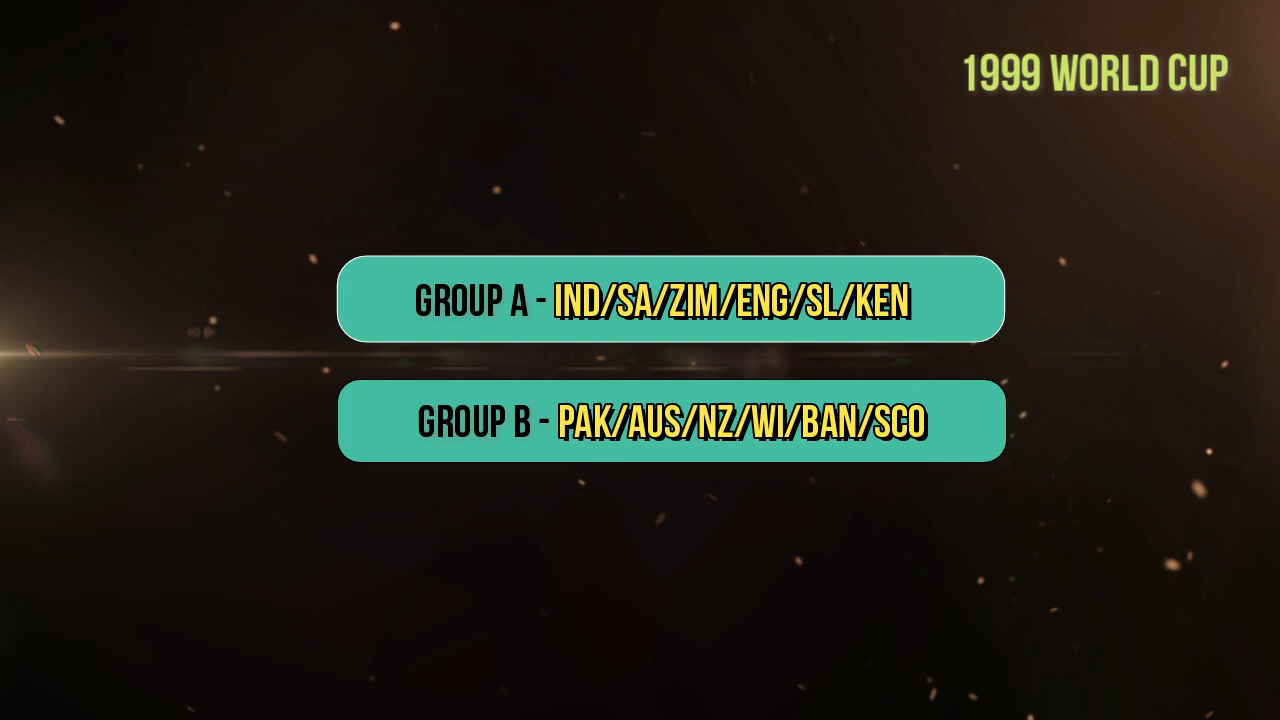 1999 WORLD CUP
GROUP A - IND/SA/ZIM/ENG/SL/KEN
GROUP B - PAK/AUS/NZ/WI/BAN/SCO